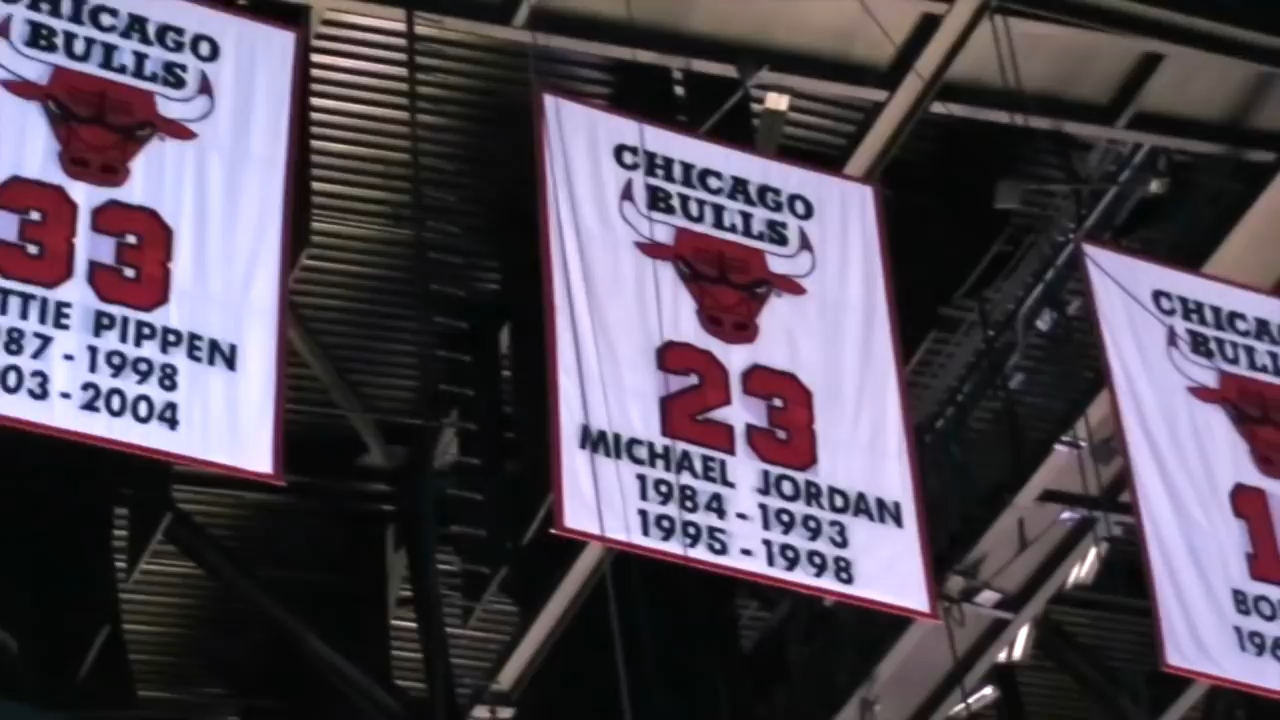 CHICAGO
BULLS
33
TTIE PIPPEN
87 - 1998
03 - 2004
CHICAGO
BULLS
23
MICHAEL JORDAN
1984 - 1993
1995 - 1998
CHICA
BULL
1
BO
196